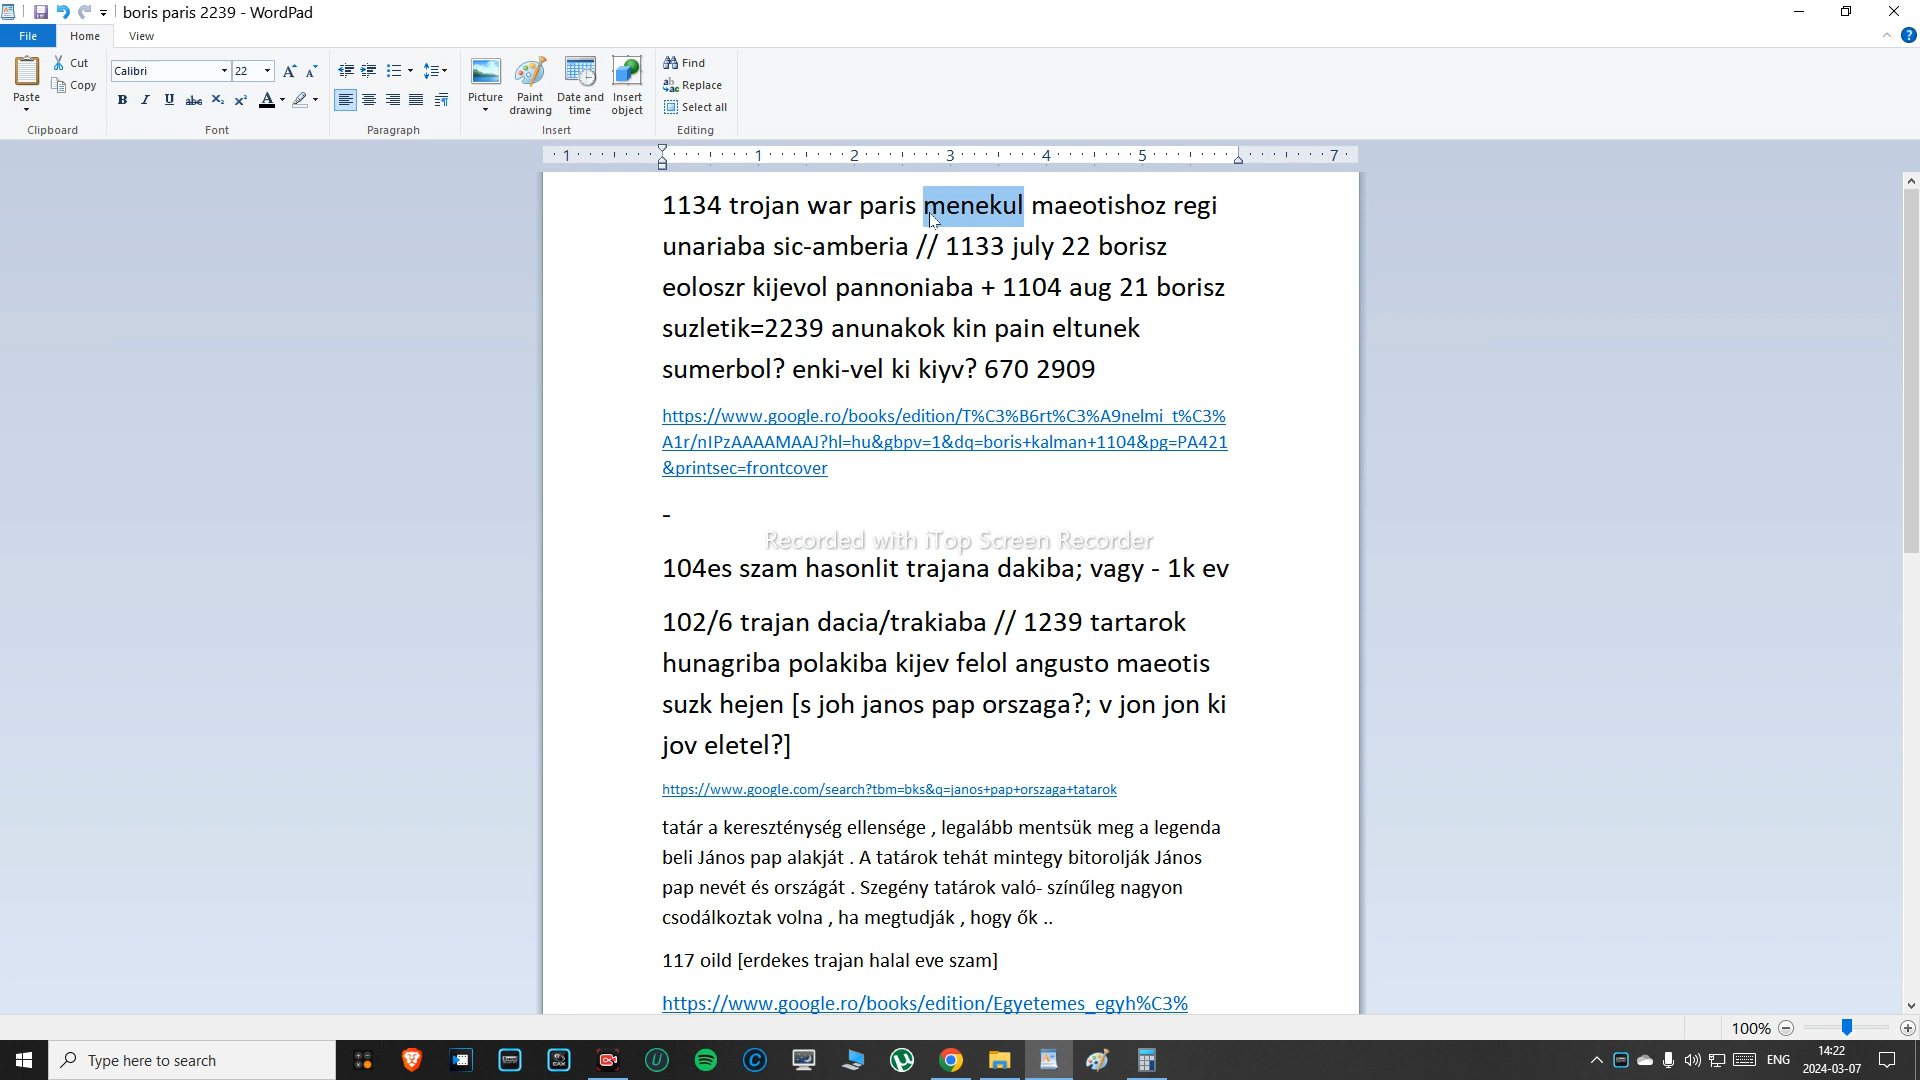 boris paris 2239 - WordPad
File Home View
Paste
Cut
Copy
Clipboard
Calibri 22
B I U abc X₂ X² A
Font
Paragraph
Picture
Paint drawing
Date and time
Insert object
Insert
Find
Replace
Select all
Editing
1 1 2 3 4 5 7
1134 trojan war paris menekul maeotishoz regi
unariaba sic-amberia // 1133 july 22 borisz
eoloszr kijevol pannoniaba + 1104 aug 21 borisz
suzletik=2239 anunakok kin pain eltunek
sumerbol? enki-vel ki kiyv? 670 2909
https://www.google.ro/books/edition/T%C3%B6rt%C3%A9nelmi_t%C3%
A1r/nIPzAAAAMAAJ?hl=hu&gbpv=1&dq=boris+kalman+1104&pg=PA421
&printsec=frontcover
-
Recorded with iTop Screen Recorder
104es szam hasonlit trajana dakiba; vagy - 1k ev
102/6 trajan dacia/trakiaba // 1239 tartarok
hunagriba polakiba kijev felol angusto maeotis
suzk hejen [s joh janos pap orszaga?; v jon jon ki
jov eletel?]
https://www.google.com/search?tbm=bks&q=janos+pap+orszaga+tatarok
tatár a kereszténység ellensége , legalább mentsük meg a legenda
beli János pap alakját . A tatárok tehát mintegy bitorolják János
pap nevét és országát . Szegény tatárok való- színűleg nagyon
csodálkoztak volna , ha megtudják , hogy ők ..
117 oild [erdekes trajan halal eve szam]
https://www.google.ro/books/edition/Egyetemes_egyh%C3%
100%
Type here to search
ENG
14:22
2024-03-07